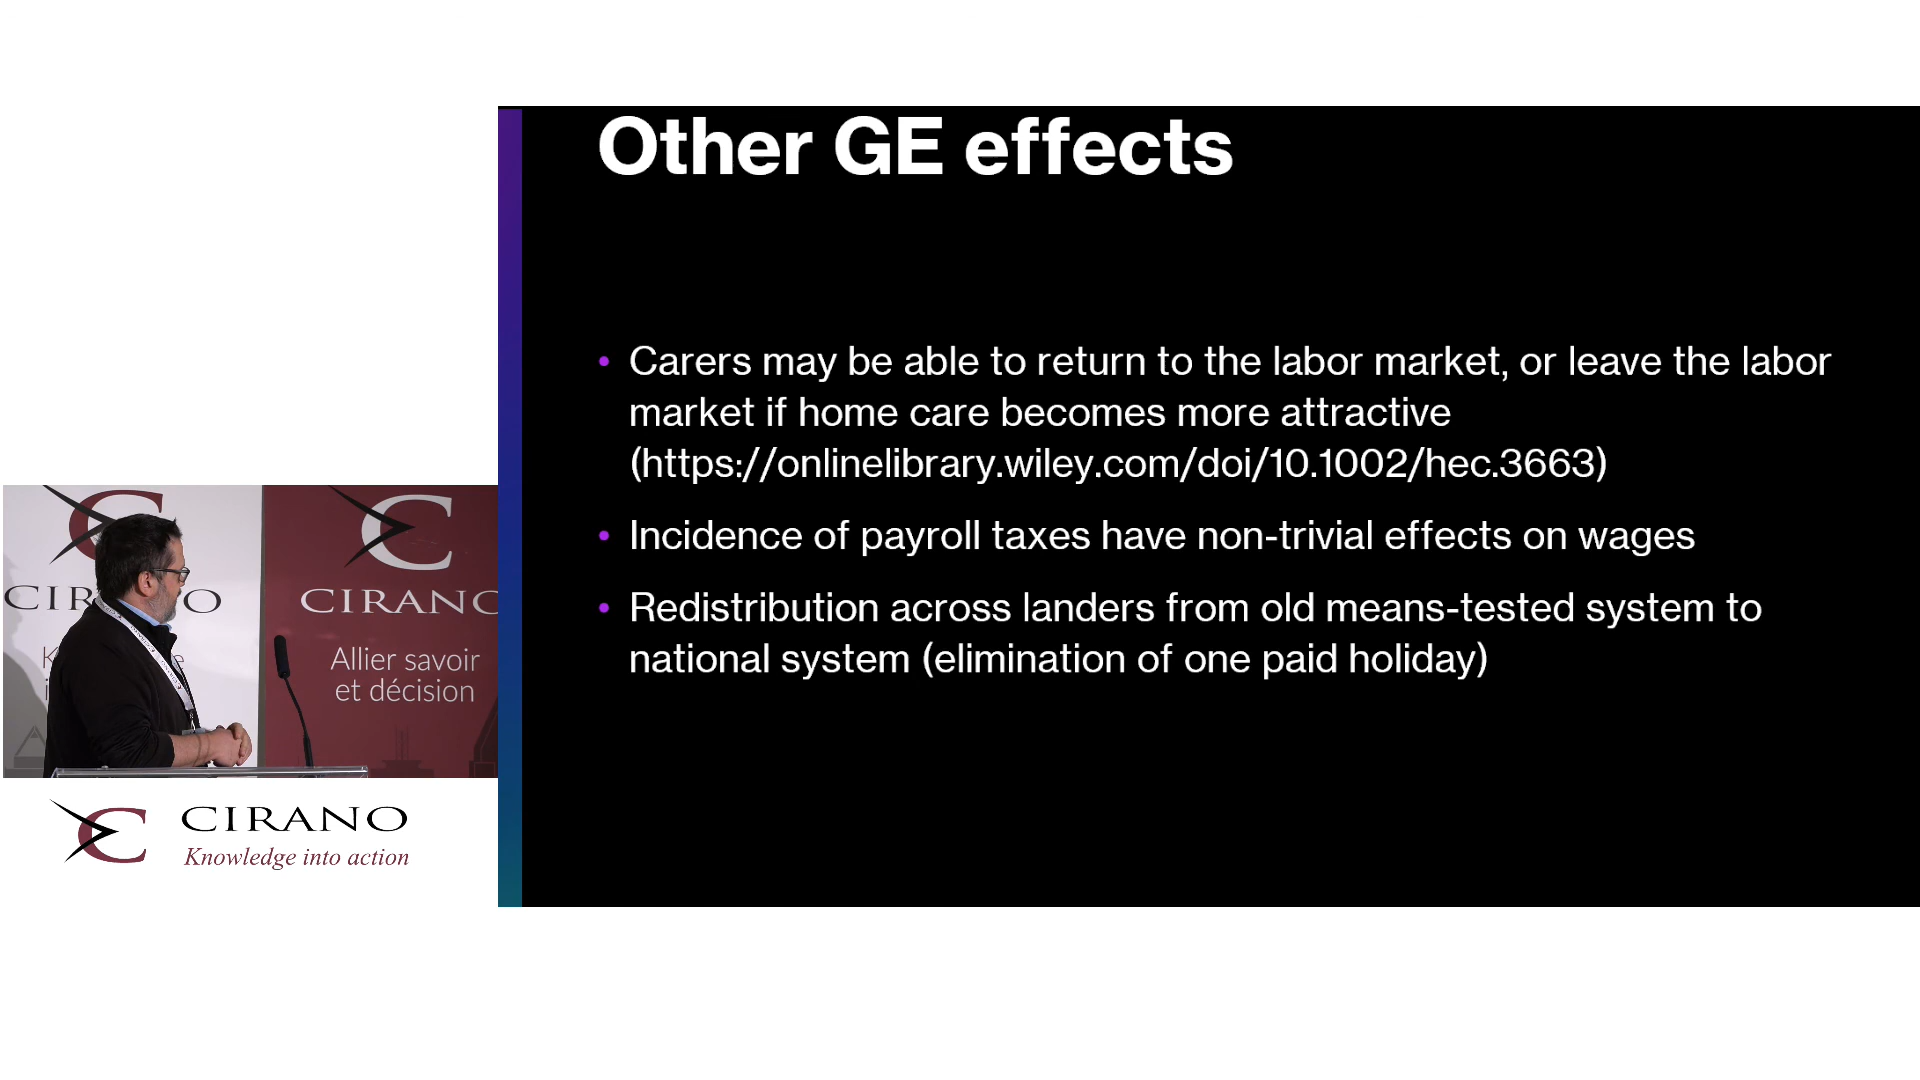 Other GE effects
• Carers may be able to return to the labor market, or leave the labor
market if home care becomes more attractive
(https://onlinelibrary.wiley.com/doi/10.1002/hec.3663)
• Incidence of payroll taxes have non-trivial effects on wages
• Redistribution across landers from old means-tested system to
national system (elimination of one paid holiday)
CIRANO
Allier savoir
et décision
CIRANO
Knowledge into action